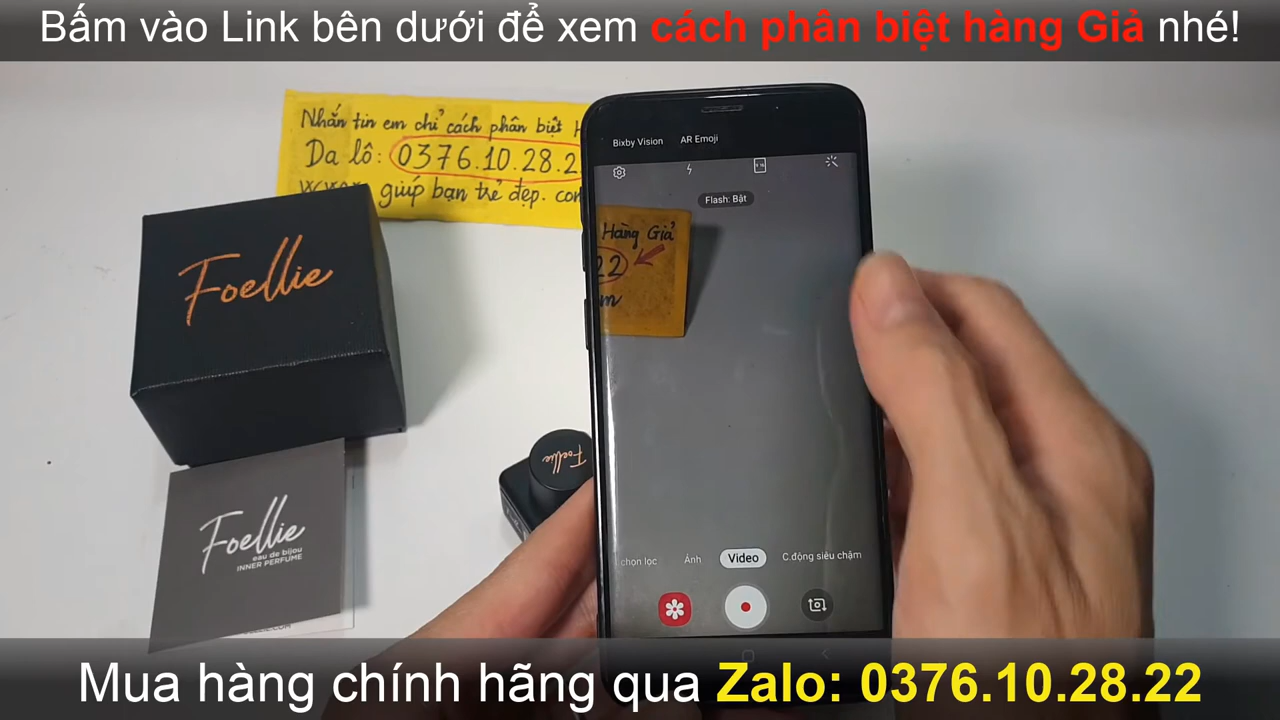 Bấm vào Link bên dưới để xem cách phân biệt hàng Giả nhé!
Nhắn tin em chỉ cách phân biệt H
Da lô: 0376.10.28.2
www. giúp bạn trẻ đẹp. com
Bixby Vision AR Emoji
Flash: Bật
Hàng Giả
22
m
Foellie
Foellie
Foellie
eau de bijou
INNER PERFUME
chọn lọc Ảnh Video C.động siêu chậm
Mua hàng chính hãng qua Zalo: 0376.10.28.22